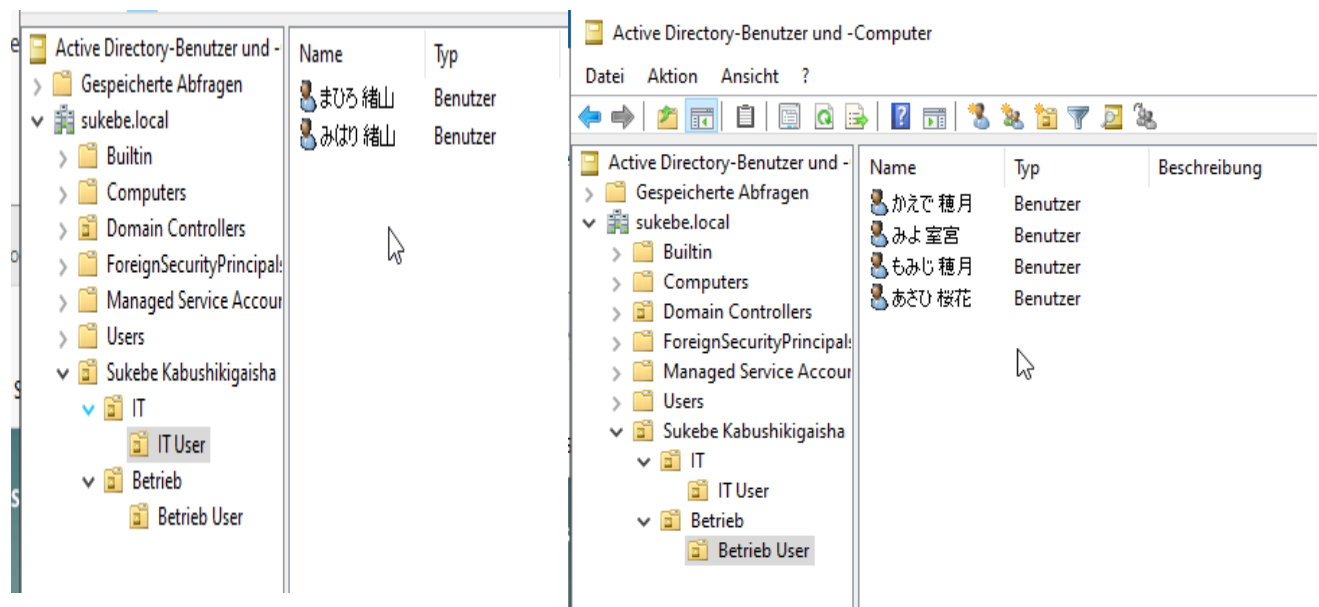 Active Directory-Benutzer und -
Gespeicherte Abfragen
sukebe.local
Builtin
Computers
Domain Controllers
ForeignSecurityPrincipals
Managed Service Accour
Users
Sukebe Kabushikigaisha
IT
IT User
Betrieb
Betrieb User
Name Typ
まひろ 緒山 Benutzer
みはり 緒山 Benutzer
Active Directory-Benutzer und -Computer
Datei Aktion Ansicht ?
Active Directory-Benutzer und -
Gespeicherte Abfragen
sukebe.local
Builtin
Computers
Domain Controllers
ForeignSecurityPrincipals
Managed Service Accour
Users
Sukebe Kabushikigaisha
IT
IT User
Betrieb
Betrieb User
Name Typ Beschreibung
かえで 穂月 Benutzer
みよ 室宮 Benutzer
もみじ 穂月 Benutzer
あさひ 桜花 Benutzer